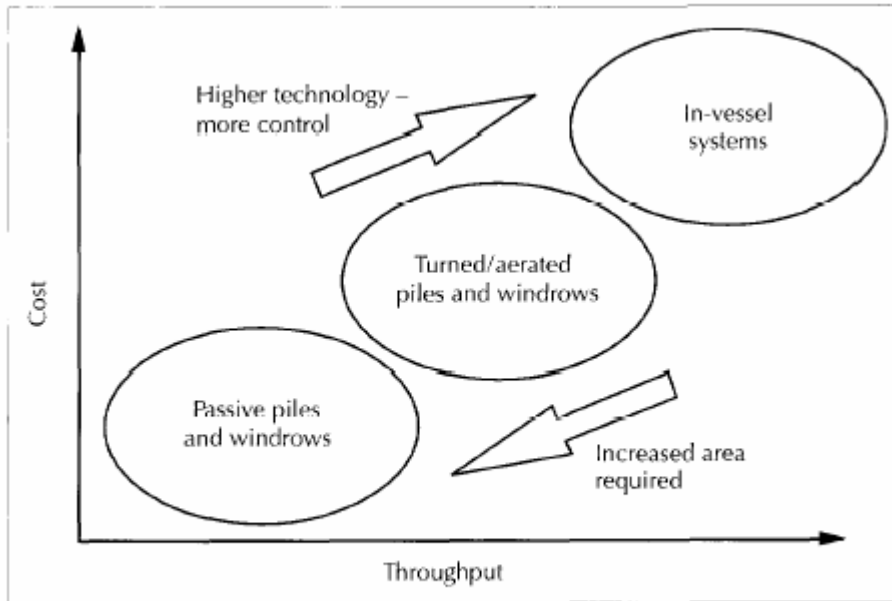 Higher technology –
more control
In-vessel
systems
Turned/aerated
piles and windrows
Cost
Passive piles
and windrows
Increased area
required
Throughput